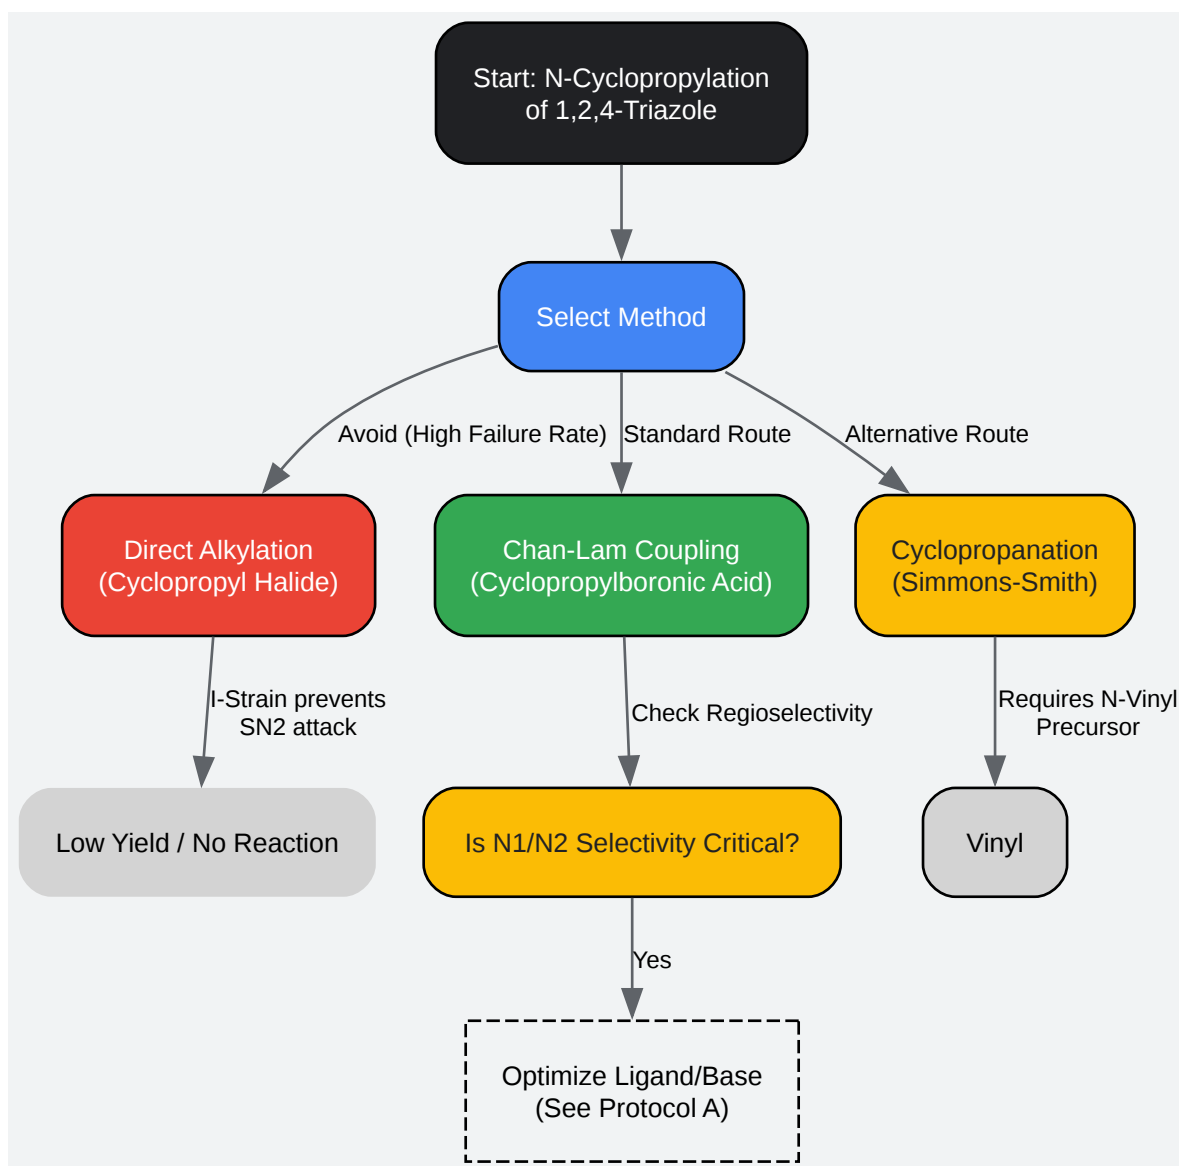 Start: N-Cyclopropylation
of 1,2,4-Triazole
Select Method
Avoid (High Failure Rate)
Standard Route
Alternative Route
Direct Alkylation
(Cyclopropyl Halide)
Chan-Lam Coupling
(Cyclopropylboronic Acid)
Cyclopropanation
(Simmons-Smith)
I-Strain prevents
SN2 attack
Check Regioselectivity
Requires N-Vinyl
Precursor
Low Yield / No Reaction
Is N1/N2 Selectivity Critical?
Vinyl
Yes
Optimize Ligand/Base
(See Protocol A)